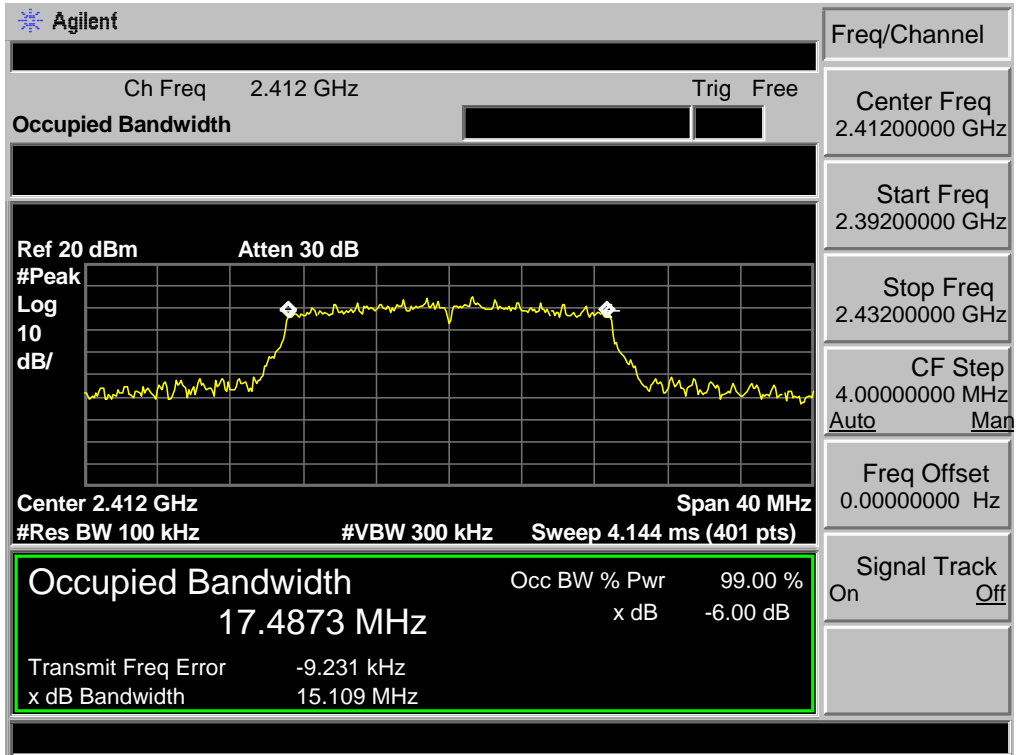 Agilent
Ch Freq 2.412 GHz Trig Free
Occupied Bandwidth
Ref 20 dBm Atten 30 dB
#Peak
Log
10
dB/
Center 2.412 GHz Span 40 MHz
#Res BW 100 kHz #VBW 300 kHz Sweep 4.144 ms (401 pts)
Occupied Bandwidth Occ BW % Pwr 99.00 %
17.4873 MHz x dB -6.00 dB
Transmit Freq Error -9.231 kHz
x dB Bandwidth 15.109 MHz
Freq/Channel
Center Freq
2.41200000 GHz
Start Freq
2.39200000 GHz
Stop Freq
2.43200000 GHz
CF Step
4.00000000 MHz
Auto Man
Freq Offset
0.00000000 Hz
Signal Track
On Off